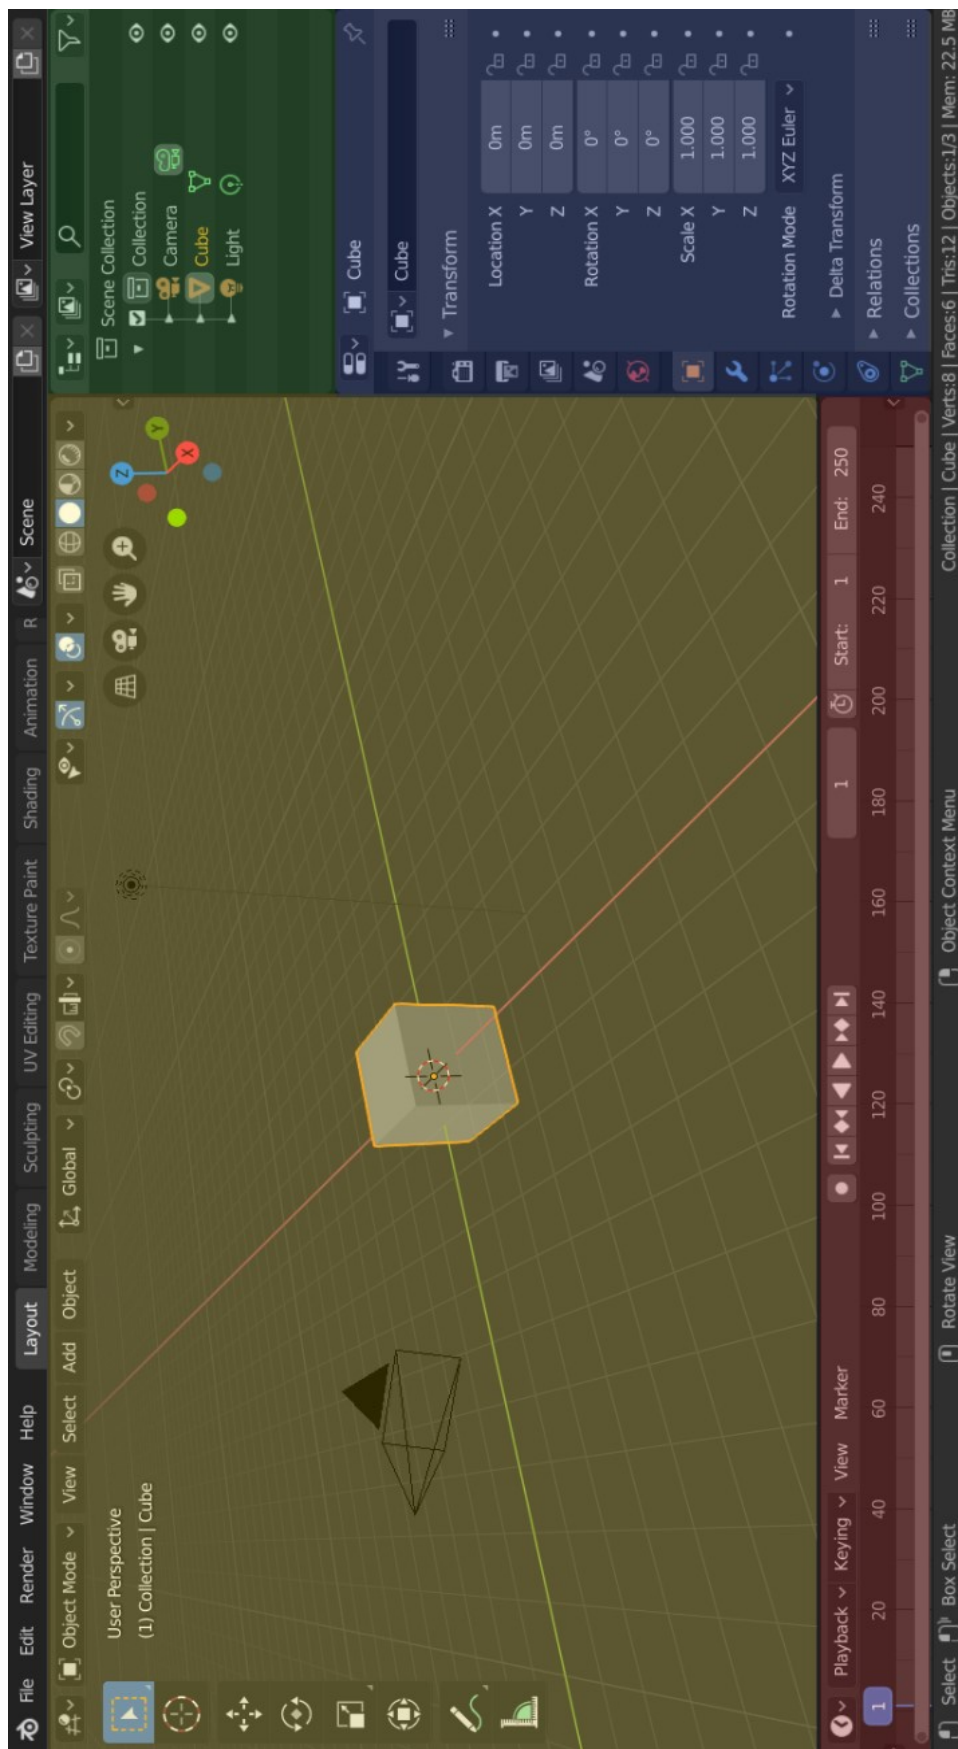 File Edit Render Window Help Layout Modeling Sculpting UV Editing Texture Paint Shading Animation R Scene View Layer
Object Mode View Select Add Object Global
User Perspective
(1) Collection | Cube
Z
Y
X
Scene Collection
Collection
Camera
Cube
Light
Cube
Cube
Transform
Location X 0m
Y 0m
Z 0m
Rotation X 0°
Y 0°
Z 0°
Scale X 1.000
Y 1.000
Z 1.000
Rotation Mode XYZ Euler
Delta Transform
Relations
Collections
Playback Keying View Marker 1 Start: 1 End: 250
1 20 40 60 80 100 120 140 160 180 200 220 240
Select Box Select Rotate View Object Context Menu Collection | Cube | Verts:8 | Faces:6 | Tris:12 | Objects:1/3 | Mem: 22.5 MB